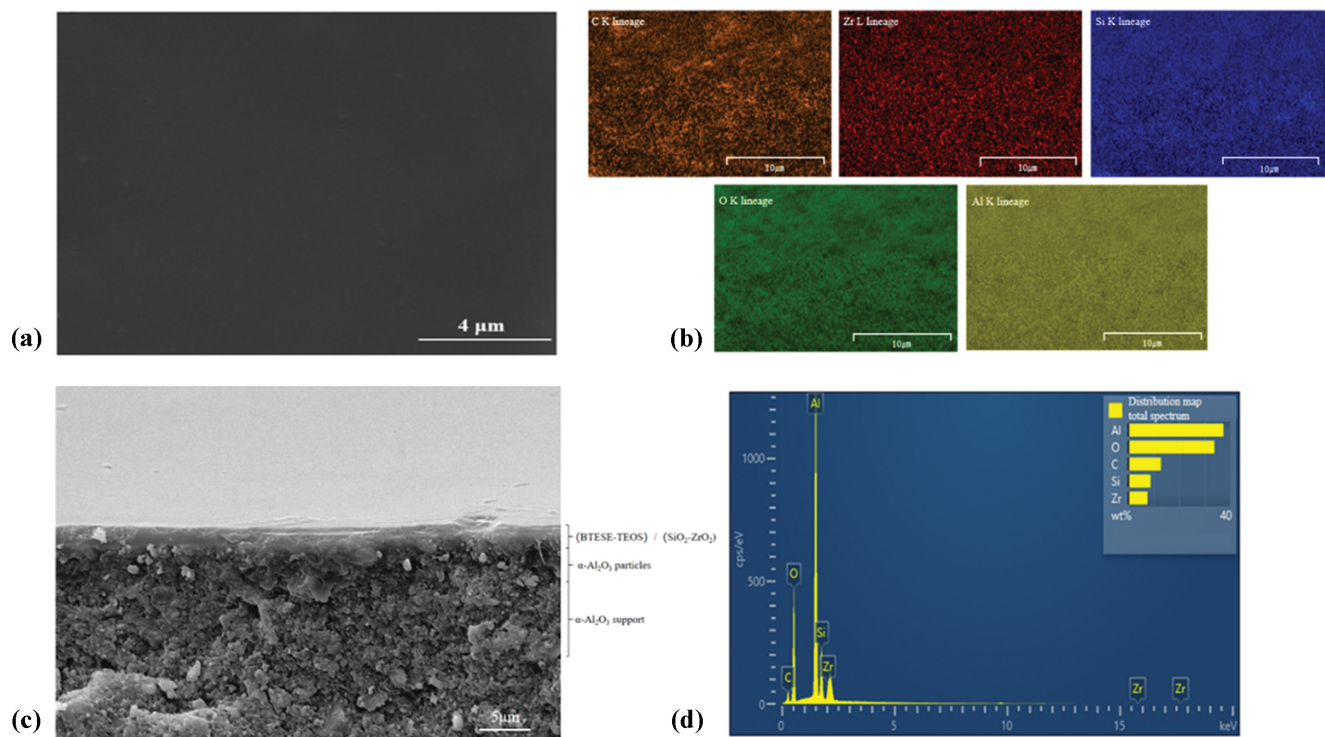 (a)
4 μm
(b)
C K lineage
10μm
Zr L lineage
10μm
Si K lineage
10μm
O K lineage
10μm
Al K lineage
10μm
(c)
(BTESE-TEOS) / (SiO₂-ZrO₂)
α-Al₂O₃ particles
α-Al₂O₃ support
5μm
(d)
Distribution map
total spectrum
Al
O
C
Si
Zr
wt%
40
Al
1000
cps/eV
O
500
Si
Zr
C
Zr
Zr
0
0
5
10
15
keV